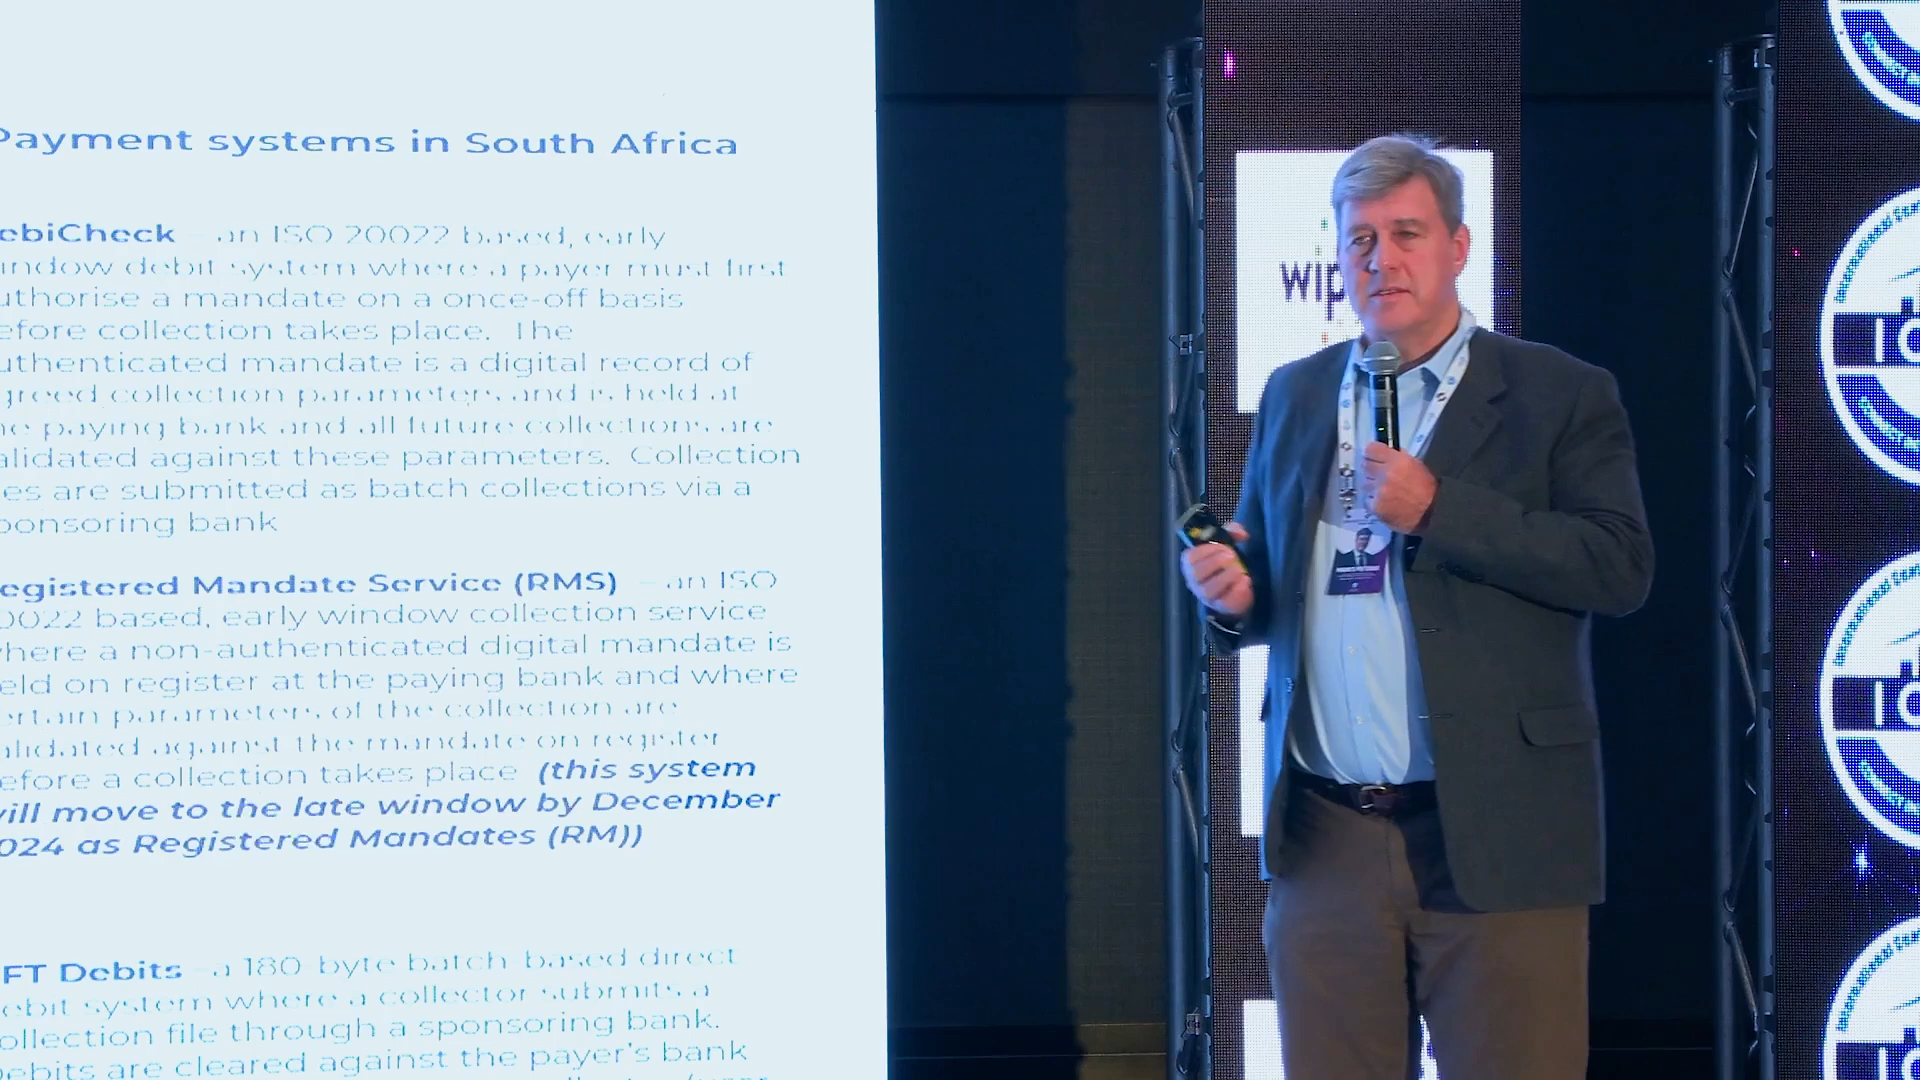 Payment systems in South Africa
ebiCheck – an ISO 20022 based, early
indow debit system where a payer must first
uthorise a mandate on a once-off basis
efore collection takes place. The
uthenticated mandate is a digital record of
greed collection parameters and is held at
he paying bank and all future collections are
alidated against these parameters. Collection
es are submitted as batch collections via a
ponsoring bank
egistered Mandate Service (RMS) – an ISO
0022 based, early window collection service
here a non-authenticated digital mandate is
eld on register at the paying bank and where
ertain parameters of the collection are
alidated against the mandate on register
efore a collection takes place (this system
will move to the late window by December
024 as Registered Mandates (RM))
FT Debits – a 180 byte batch based direct
ebit system where a collector submits a
ollection file through a sponsoring bank.
ebits are cleared against the payer's bank
wip